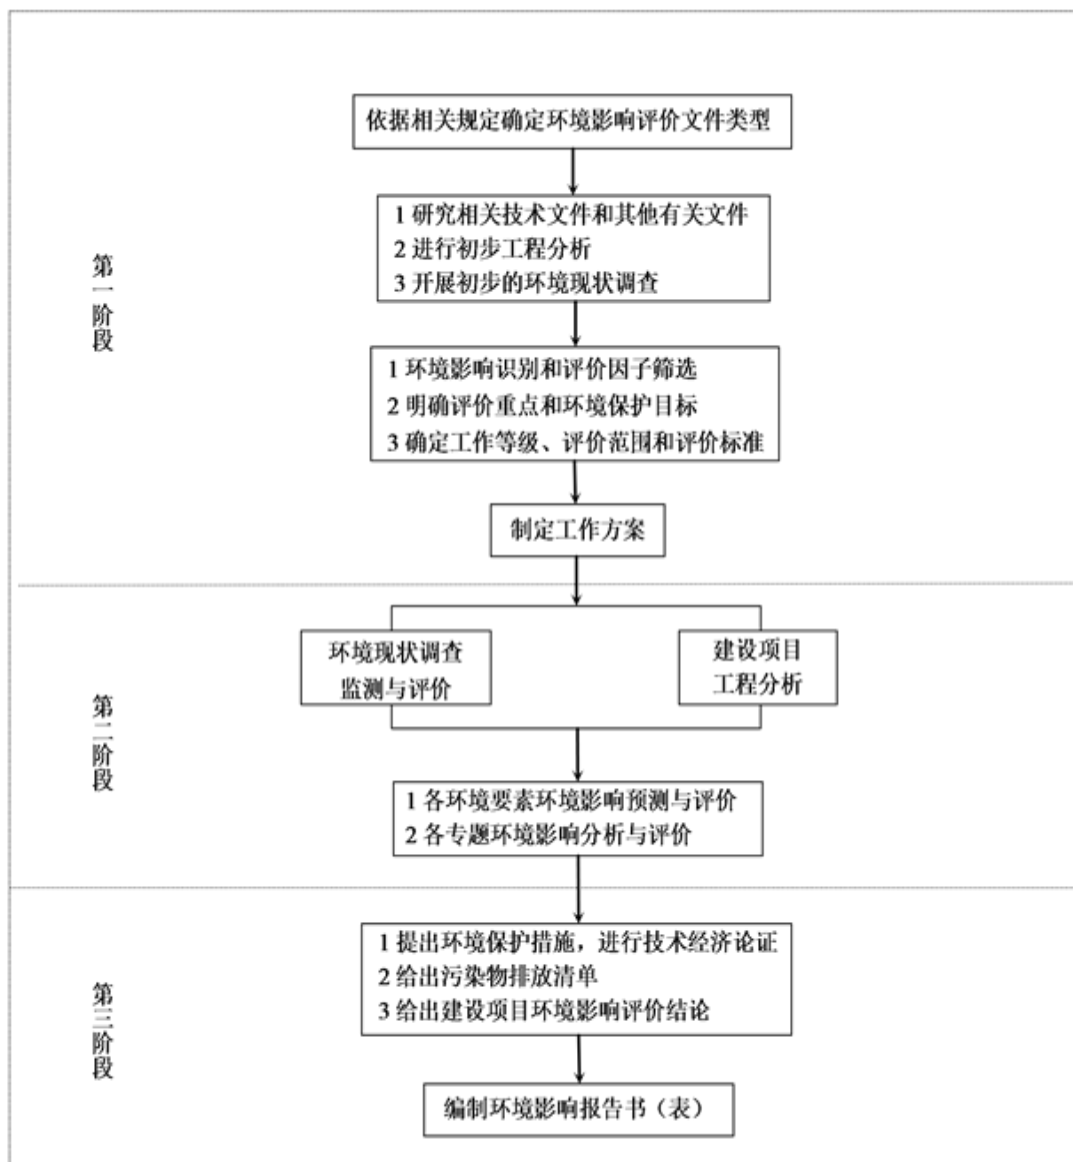 依据相关规定确定环境影响评价文件类型
1 研究相关技术文件和其他有关文件
2 进行初步工程分析
3 开展初步的环境现状调查
第一阶段
1 环境影响识别和评价因子筛选
2 明确评价重点和环境保护目标
3 确定工作等级、评价范围和评价标准
制定工作方案
环境现状调查
监测与评价
建设项目
工程分析
第二阶段
1 各环境要素环境影响预测与评价
2 各专题环境影响分析与评价
1 提出环境保护措施，进行技术经济论证
2 给出污染物排放清单
3 给出建设项目环境影响评价结论
第三阶段
编制环境影响报告书（表）